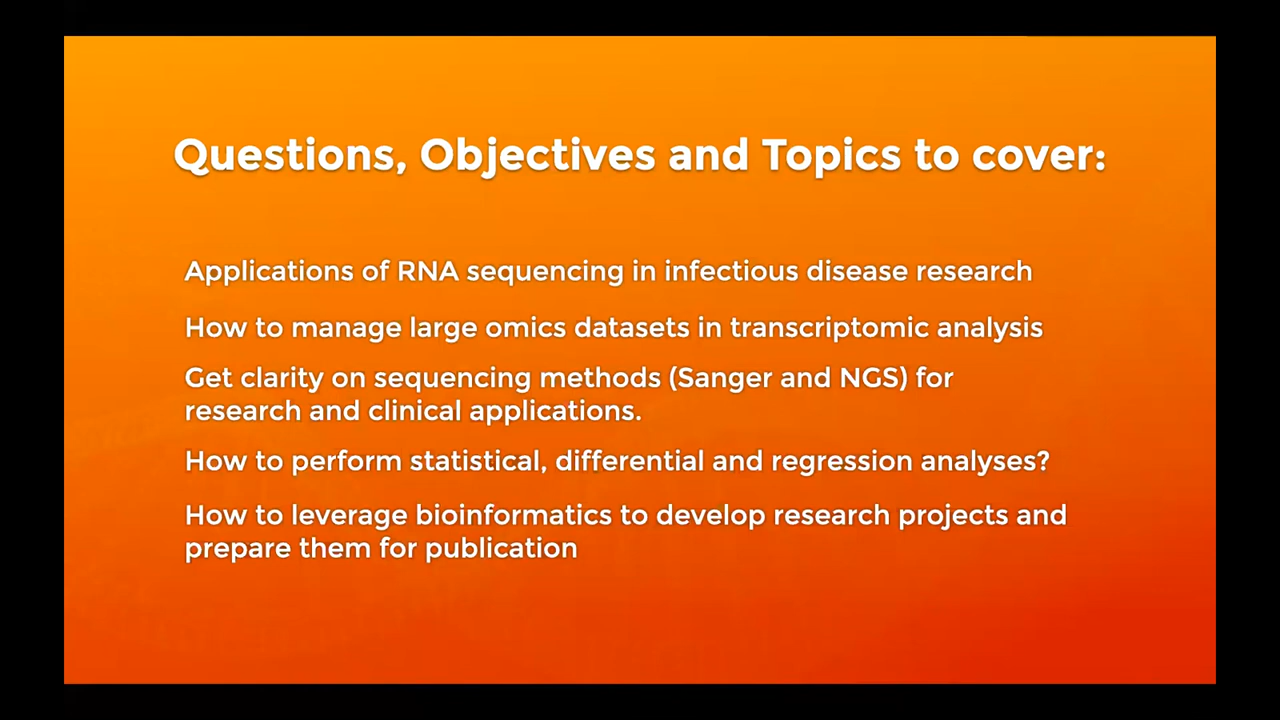 Questions, Objectives and Topics to cover:
Applications of RNA sequencing in infectious disease research
How to manage large omics datasets in transcriptomic analysis
Get clarity on sequencing methods (Sanger and NGS) for
research and clinical applications.
How to perform statistical, differential and regression analyses?
How to leverage bioinformatics to develop research projects and
prepare them for publication